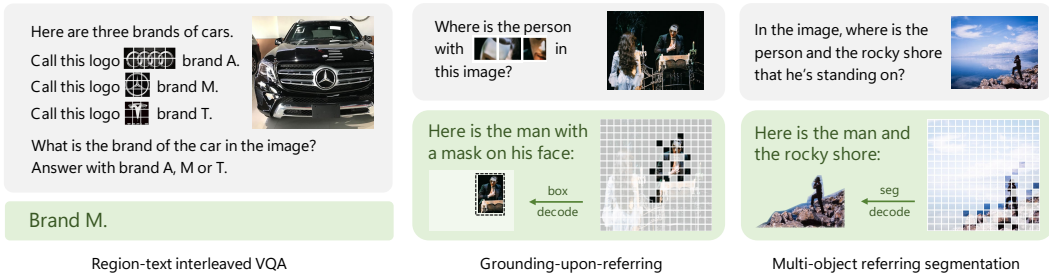 Here are three brands of cars.
Call this logo brand A.
Call this logo brand M.
Call this logo brand T.
What is the brand of the car in the image?
Answer with brand A, M or T.
Brand M.
Region-text interleaved VQA
Where is the person
with in
this image?
Here is the man with
a mask on his face:
box
decode
Grounding-upon-referring
In the image, where is the
person and the rocky shore
that he's standing on?
Here is the man and
the rocky shore:
seg
decode
Multi-object referring segmentation